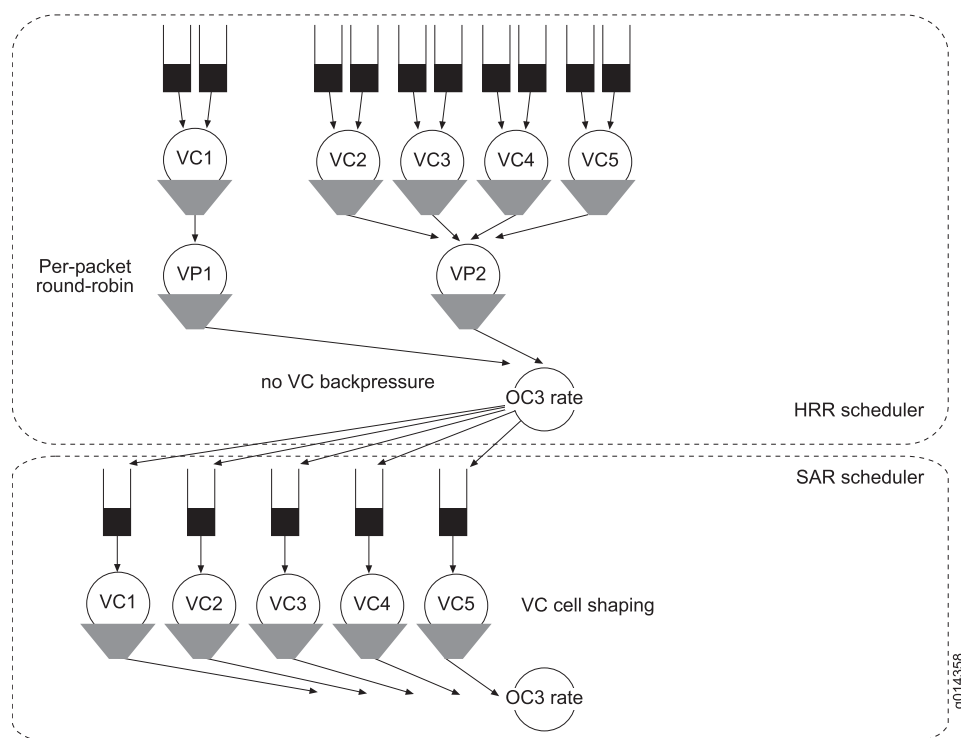 VC1
VC2
VC3
VC4
VC5
Per-packet
round-robin
VP1
VP2
no VC backpressure
OC3 rate
HRR scheduler
SAR scheduler
VC1
VC2
VC3
VC4
VC5
VC cell shaping
OC3 rate
g014358